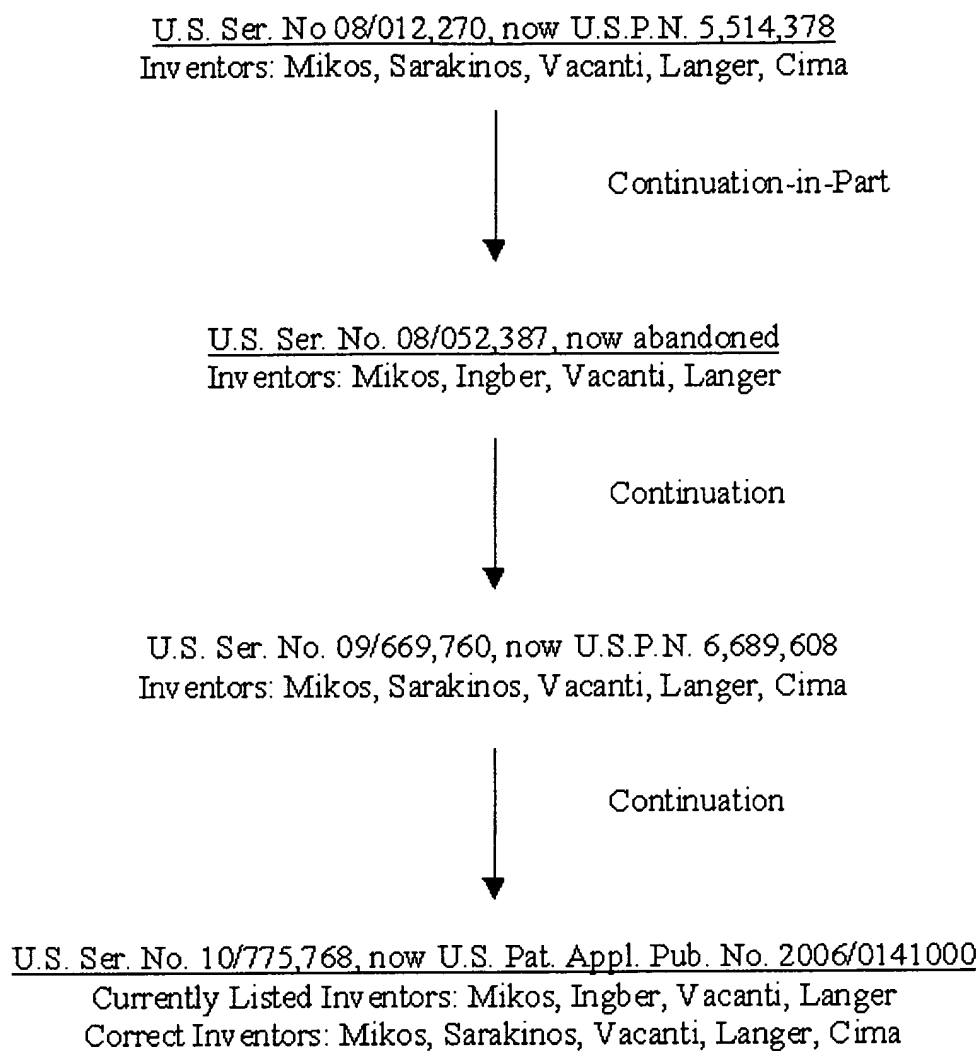 U.S. Ser. No 08/012,270, now U.S.P.N. 5,514,378
Inventors: Mikos, Sarakinos, Vacanti, Langer, Cima
Continuation-in-Part
U.S. Ser. No. 08/052,387, now abandoned
Inventors: Mikos, Ingber, Vacanti, Langer
Continuation
U.S. Ser. No. 09/669,760, now U.S.P.N. 6,689,608
Inventors: Mikos, Sarakinos, Vacanti, Langer, Cima
Continuation
U.S. Ser. No. 10/775,768, now U.S. Pat. Appl. Pub. No. 2006/0141000
Currently Listed Inventors: Mikos, Ingber, Vacanti, Langer
Correct Inventors: Mikos, Sarakinos, Vacanti, Langer, Cima